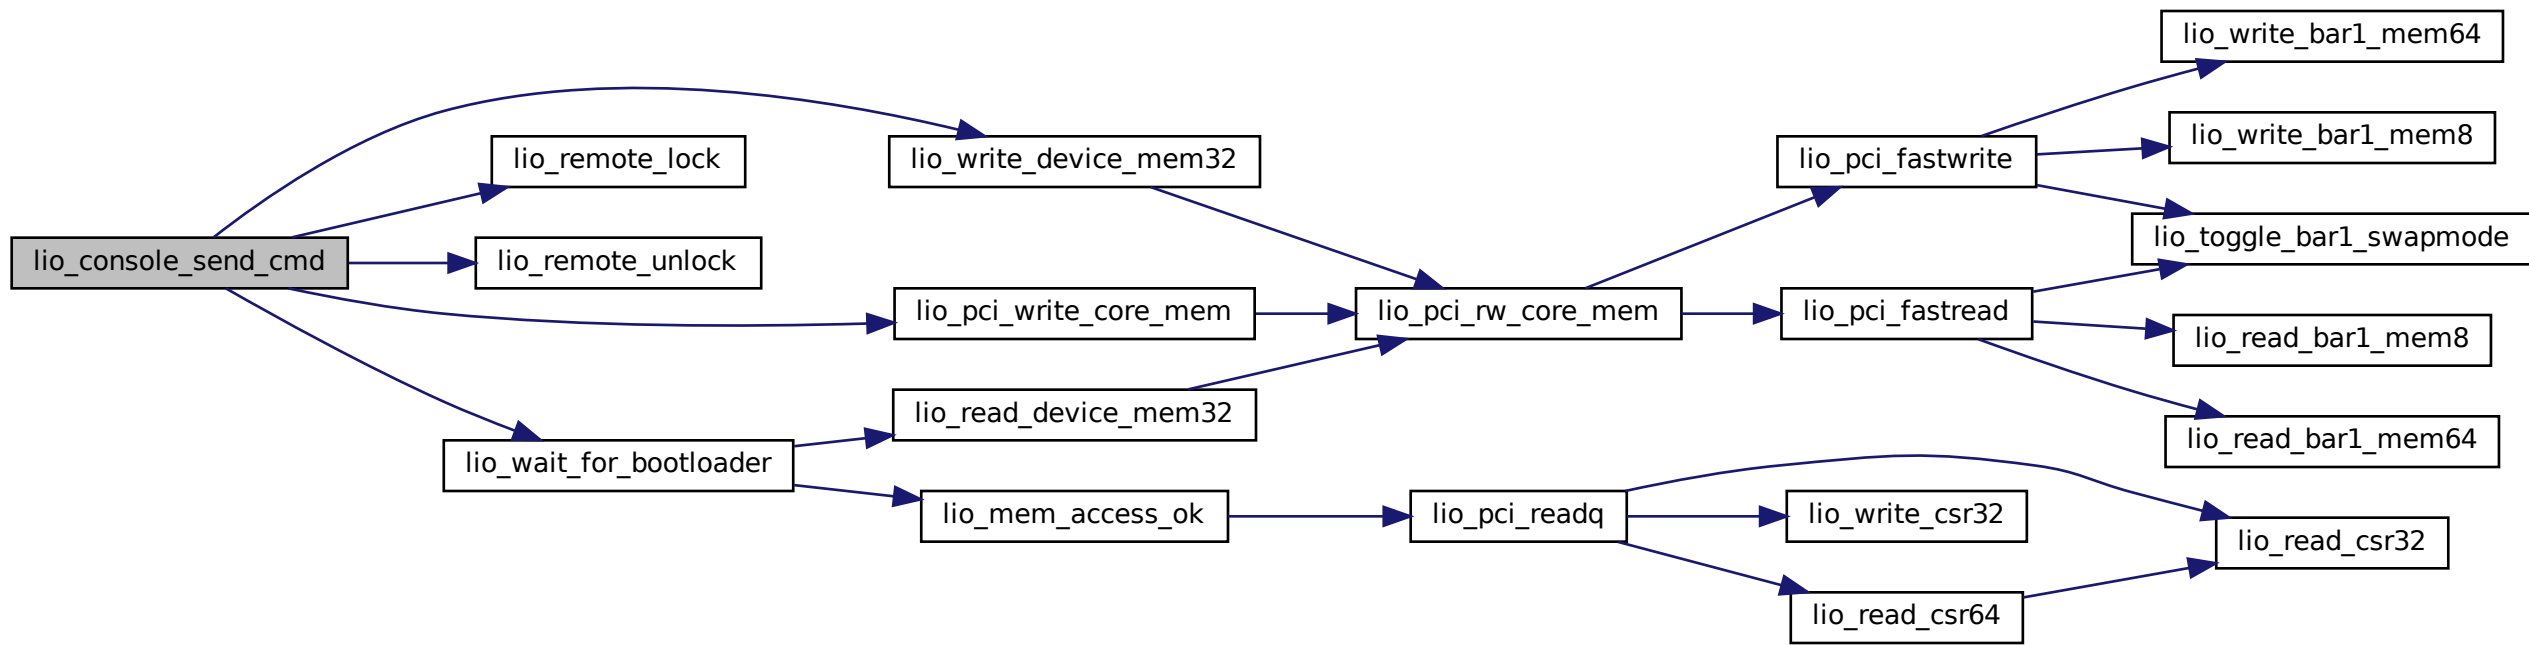 lio_console_send_cmd
lio_remote_lock
lio_remote_unlock
lio_wait_for_bootloader
lio_write_device_mem32
lio_pci_write_core_mem
lio_read_device_mem32
lio_mem_access_ok
lio_pci_rw_core_mem
lio_pci_readq
lio_pci_fastwrite
lio_pci_fastread
lio_write_csr32
lio_read_csr64
lio_write_bar1_mem64
lio_write_bar1_mem8
lio_toggle_bar1_swapmode
lio_read_bar1_mem8
lio_read_bar1_mem64
lio_read_csr32